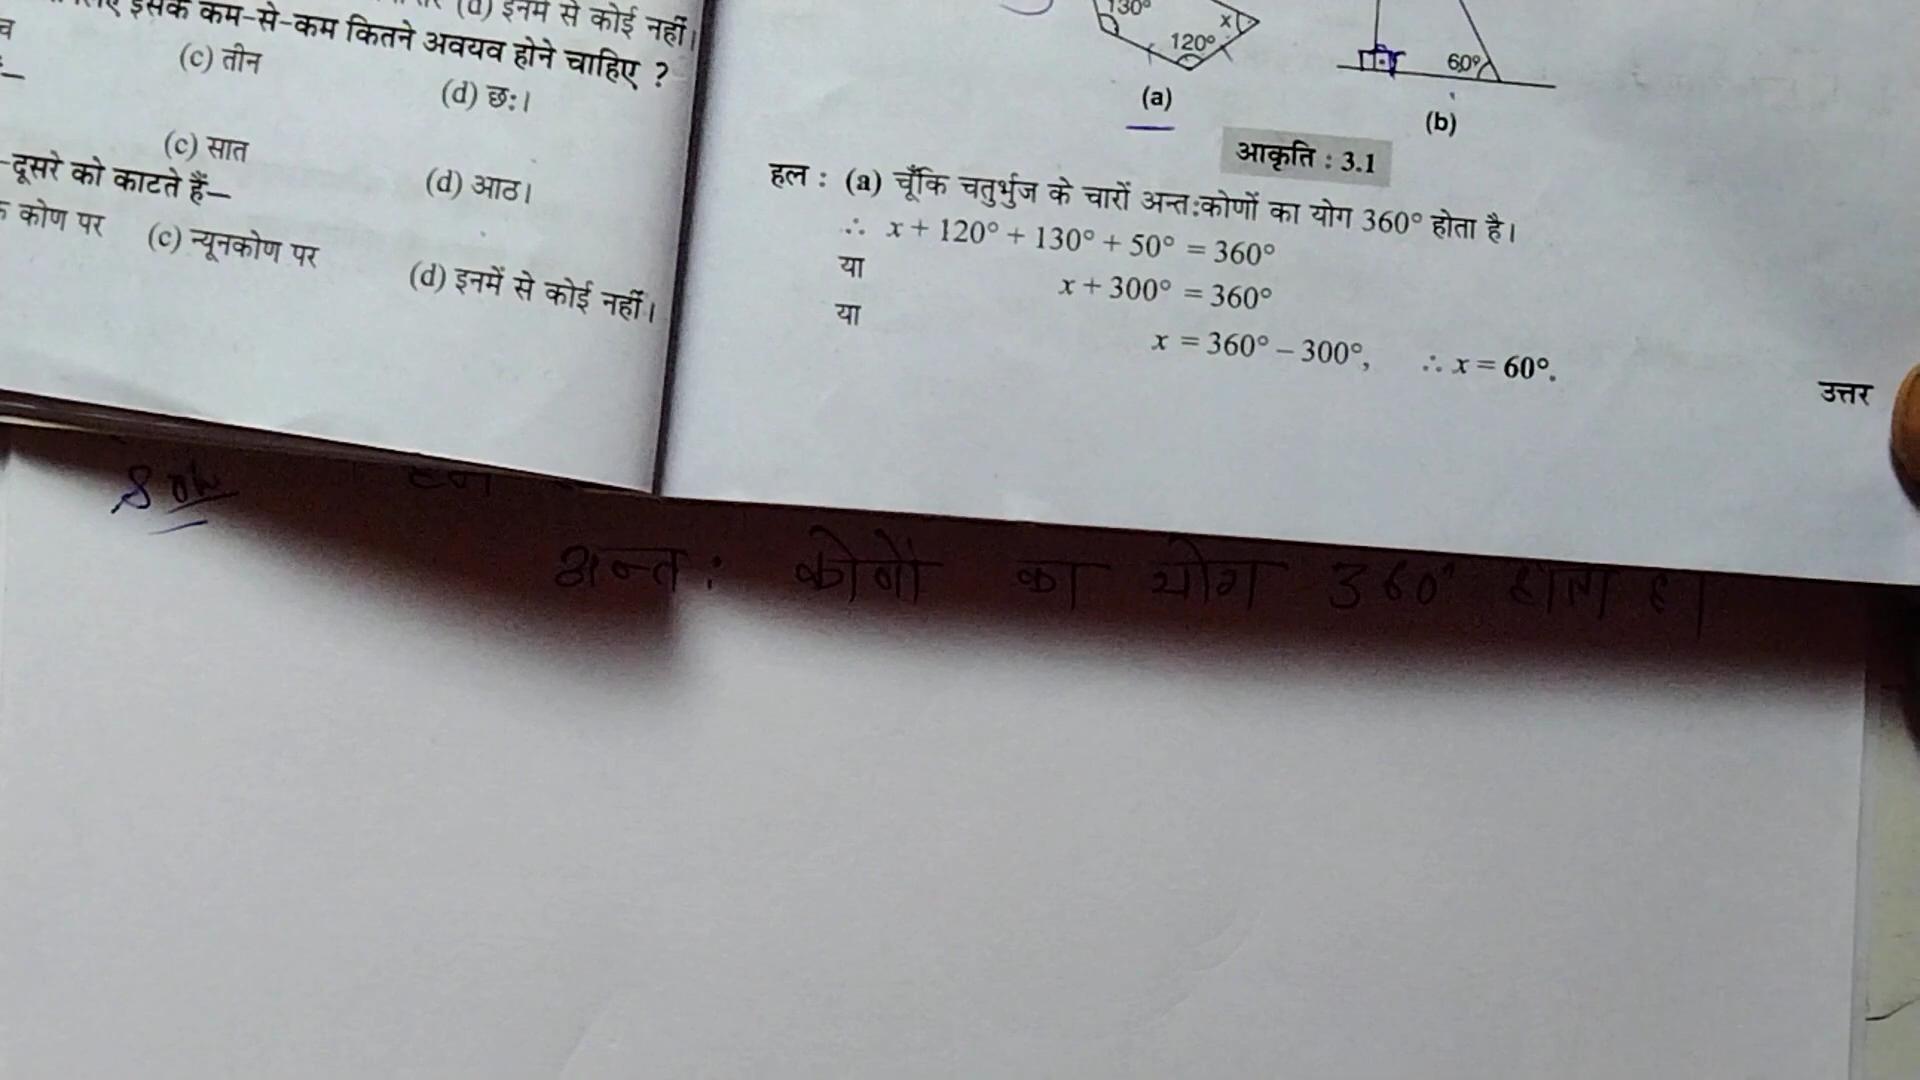 (d) इनमें से कोई नहीं।
इसके कम-से-कम कितने अवयव होने चाहिए ?
(c) तीन
(d) छ:।
(c) सात
(d) आठ।
-दूसरे को काटते हैं—
कोण पर
(c) न्यूनकोण पर
(d) इनमें से कोई नहीं।
130°
x
120°
(a)
60°
(b)
आकृति : 3.1
हल : (a) चूँकि चतुर्भुज के चारों अन्त:कोणों का योग 360° होता है।
∴ x + 120° + 130° + 50° = 360°
या x + 300° = 360°
या x = 360° – 300°, ∴ x = 60°.
उत्तर
Soln
अन्त: कोणों का योग 360° होता है।